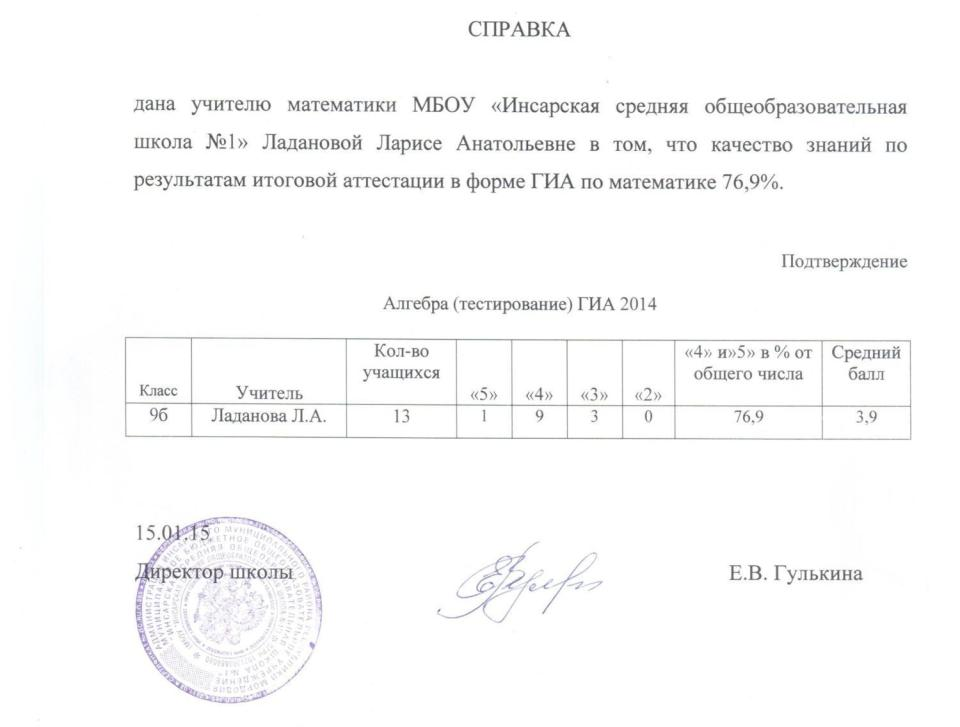 СПРАВКА
дана учителю математики МБОУ «Инсарская средняя общеобразовательная
школа №1» Ладановой Ларисе Анатольевне в том, что качество знаний по
результатам итоговой аттестации в форме ГИА по математике 76,9%.
Подтверждение
Алгебра (тестирование) ГИА 2014
Класс Учитель Кол-во учащихся «5» «4» «3» «2» «4» и»5» в % от общего числа Средний балл
9б Ладанова Л.А. 13 1 9 3 0 76,9 3,9
15.01.15
Директор школы Е.В. Гулькина